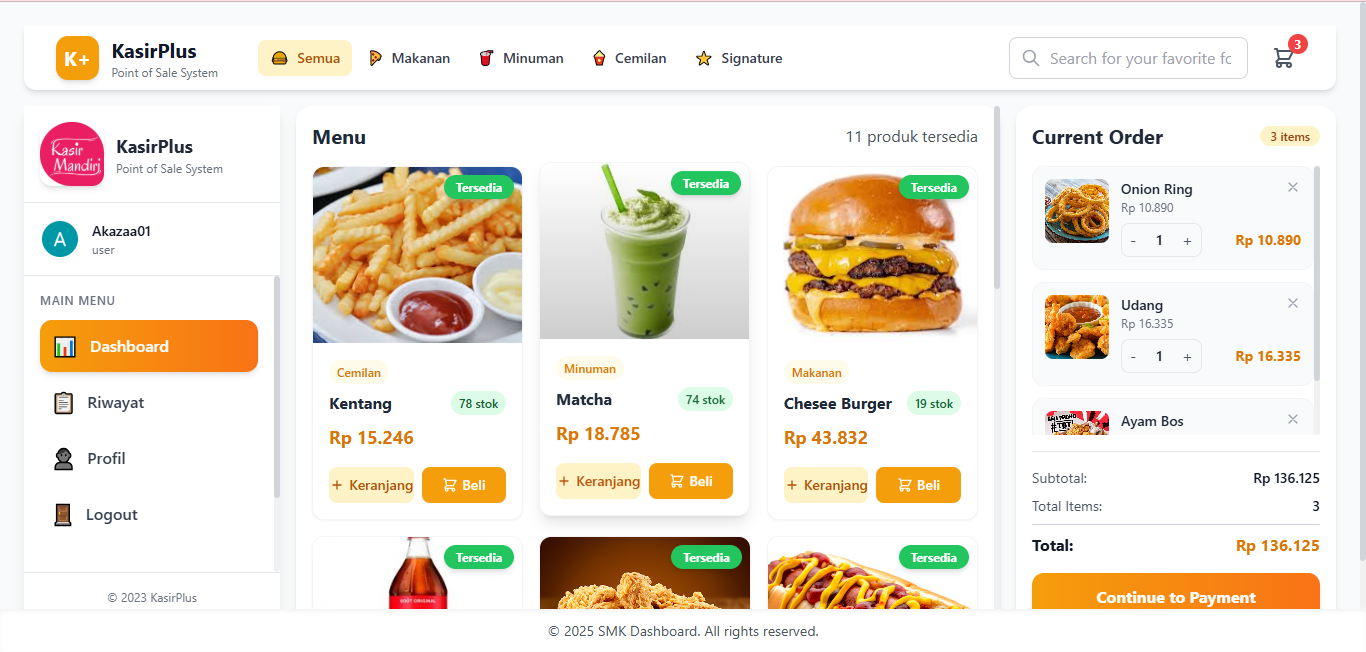 K+
KasirPlus
Point of Sale System
Semua
Makanan
Minuman
Cemilan
Signature
Search for your favorite fc
3
Kasir
Mandiri
KasirPlus
Point of Sale System
A
Akazaa01
user
MAIN MENU
Dashboard
Riwayat
Profil
Logout
© 2023 KasirPlus
Menu
11 produk tersedia
Tersedia
Cemilan
Kentang
78 stok
Rp 15.246
+ Keranjang
Beli
Tersedia
Minuman
Matcha
74 stok
Rp 18.785
+ Keranjang
Beli
Tersedia
Makanan
Chesee Burger
19 stok
Rp 43.832
+ Keranjang
Beli
Tersedia
GOÛT ORIGINAL
Tersedia
Tersedia
Current Order
3 items
Onion Ring
Rp 10.890
- 1 +
Rp 10.890
Udang
Rp 16.335
- 1 +
Rp 16.335
Ayam Bos
Subtotal:
Rp 136.125
Total Items:
3
Total:
Rp 136.125
Continue to Payment
© 2025 SMK Dashboard. All rights reserved.